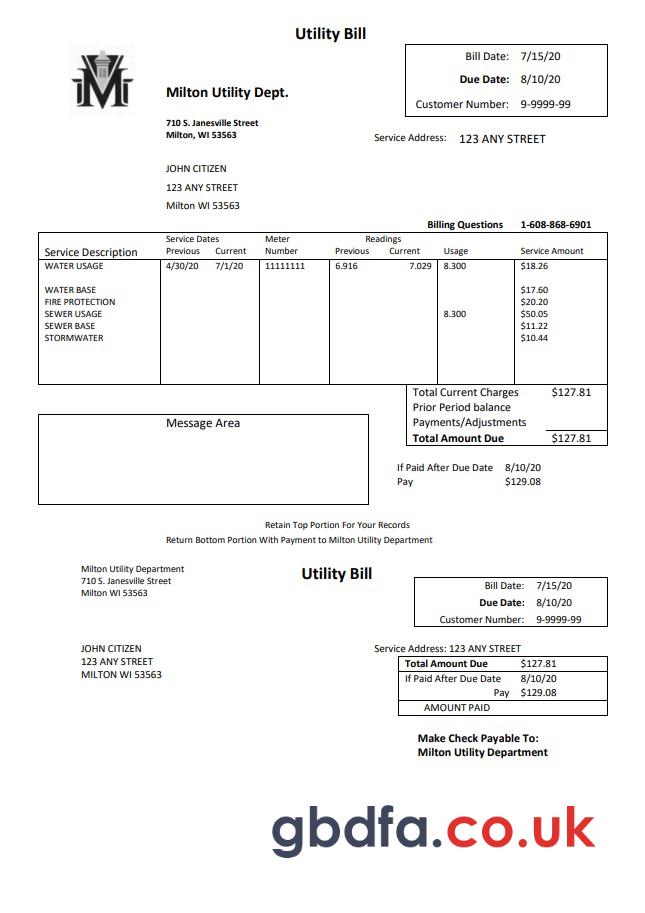 Utility Bill
Bill Date: 7/15/20
Due Date: 8/10/20
Customer Number: 9-9999-99
M
Milton Utility Dept.
710 S. Janesville Street
Milton, WI 53563
Service Address: 123 ANY STREET
JOHN CITIZEN
123 ANY STREET
Milton WI 53563
Billing Questions 1-608-868-6901
Service Dates Meter Readings
Service Description Previous Current Number Previous Current Usage Service Amount
WATER USAGE 4/30/20 7/1/20 11111111 6.916 7.029 8.300 $18.26
WATER BASE $17.60
FIRE PROTECTION $20.20
SEWER USAGE 8.300 $50.05
SEWER BASE $11.22
STORMWATER $10.44
Total Current Charges $127.81
Prior Period balance
Payments/Adjustments
Total Amount Due $127.81
Message Area
If Paid After Due Date 8/10/20
Pay $129.08
Retain Top Portion For Your Records
Return Bottom Portion With Payment to Milton Utility Department
Milton Utility Department
710 S. Janesville Street
Milton WI 53563
Utility Bill
Bill Date: 7/15/20
Due Date: 8/10/20
Customer Number: 9-9999-99
JOHN CITIZEN
123 ANY STREET
MILTON WI 53563
Service Address: 123 ANY STREET
Total Amount Due $127.81
If Paid After Due Date 8/10/20
Pay $129.08
AMOUNT PAID
Make Check Payable To:
Milton Utility Department
gbdfa.co.uk